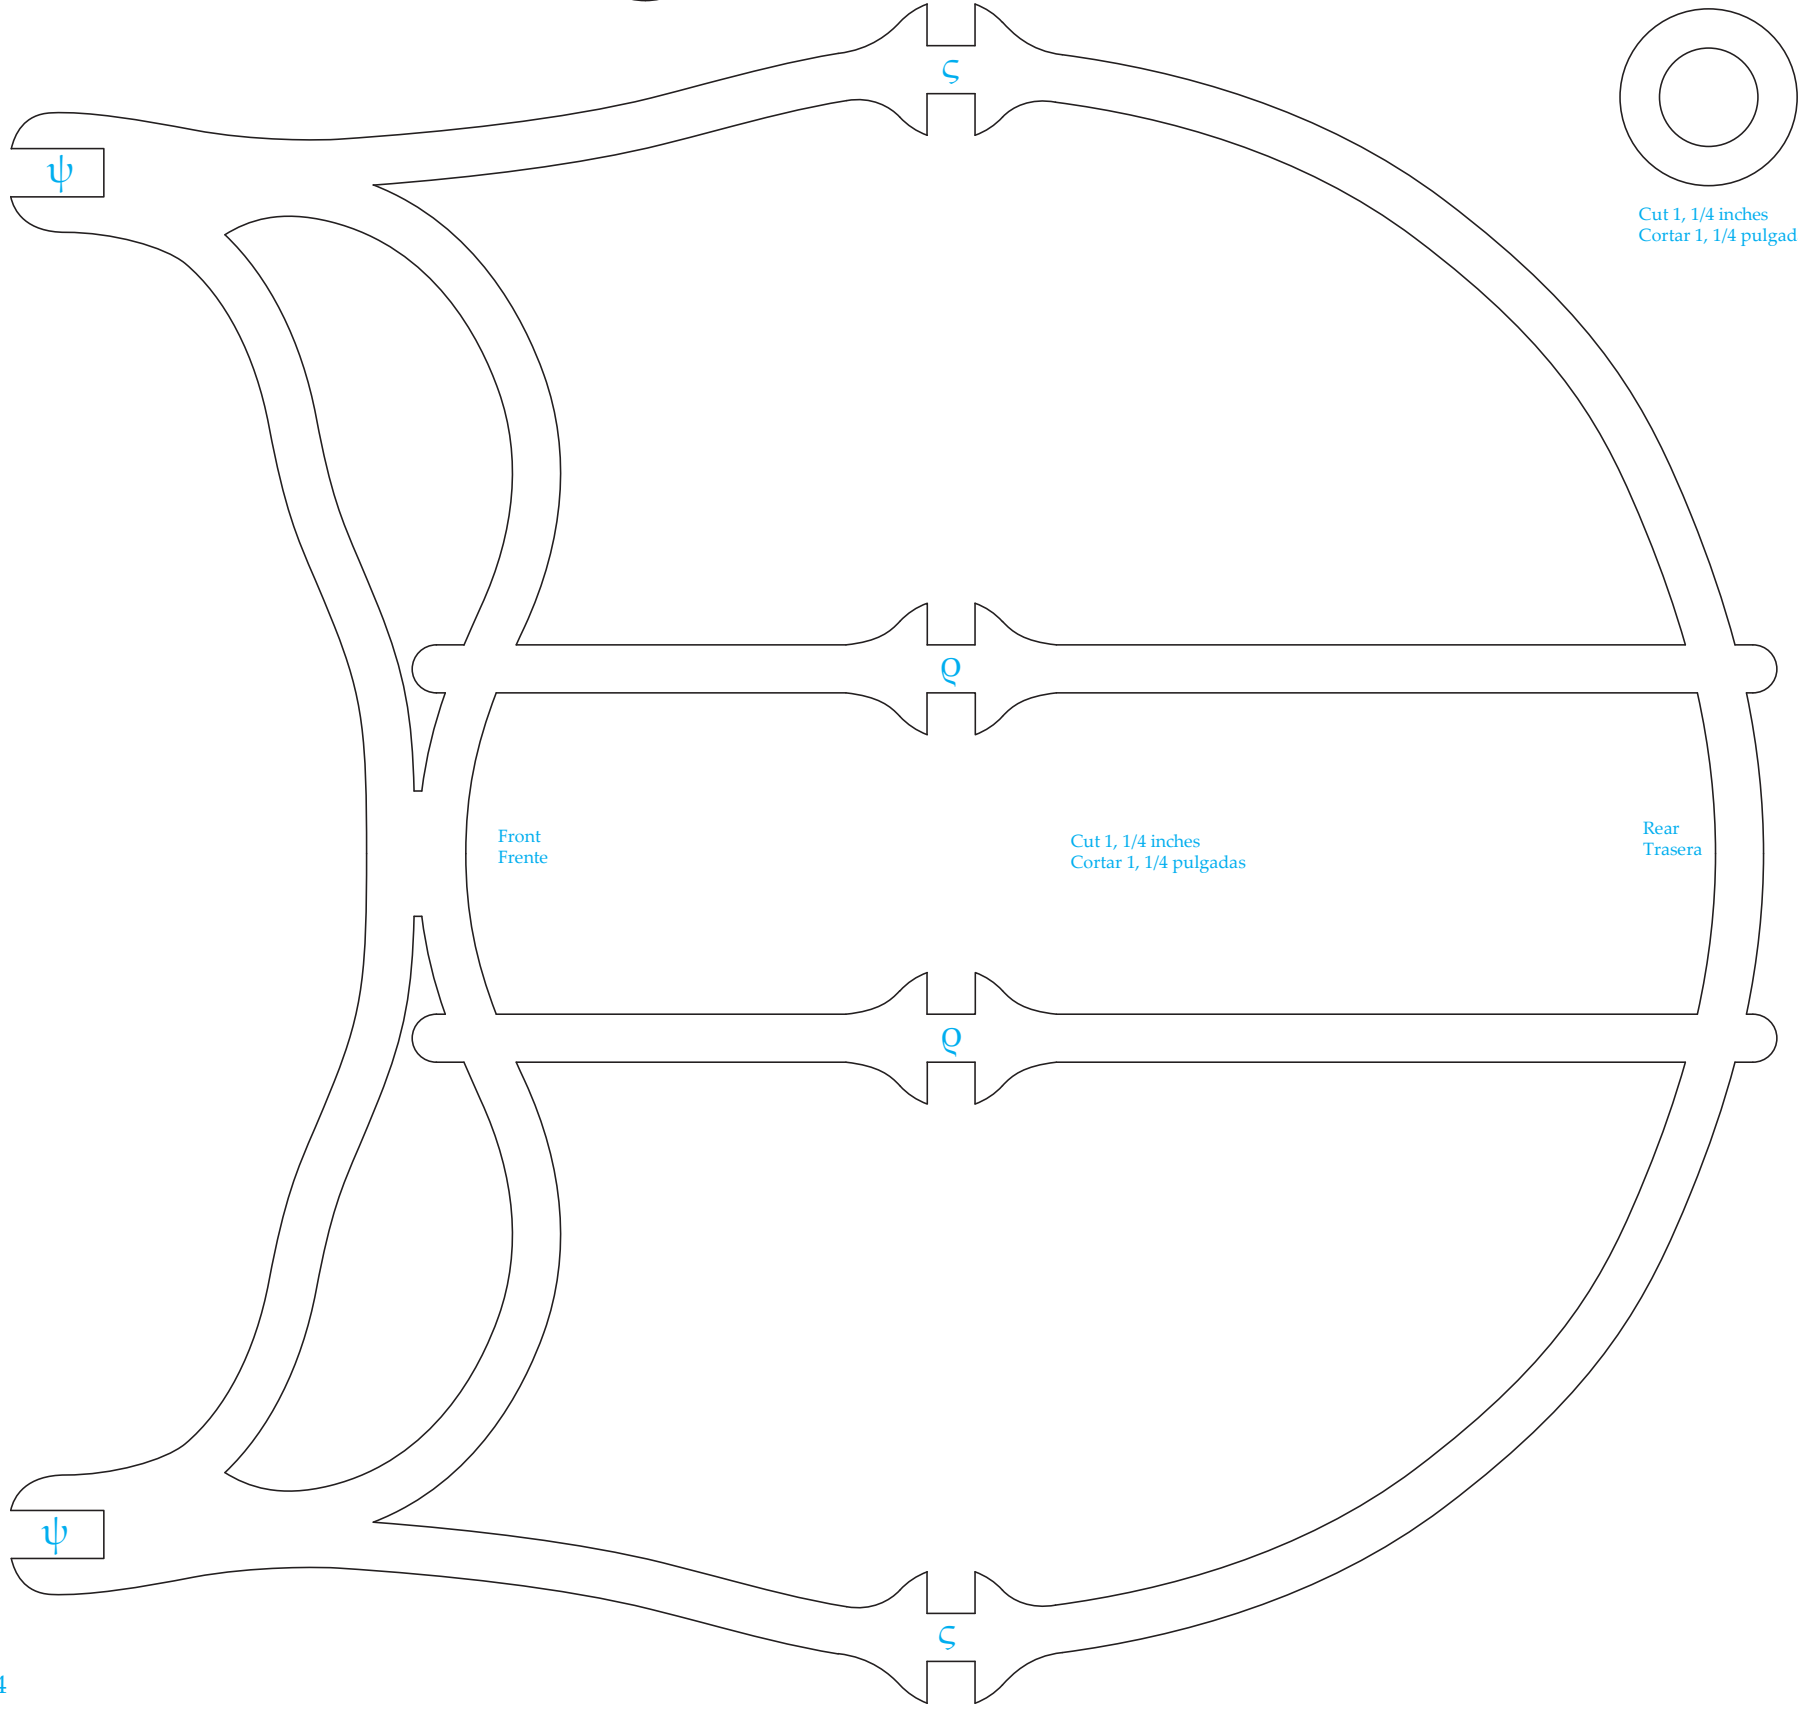 ς
ψ
Cut 1, 1/4 inches
Cortar 1, 1/4 pulgad
ϱ
Front
Frente
Cut 1, 1/4 inches
Cortar 1, 1/4 pulgadas
Rear
Trasera
ϱ
ψ
ς
4